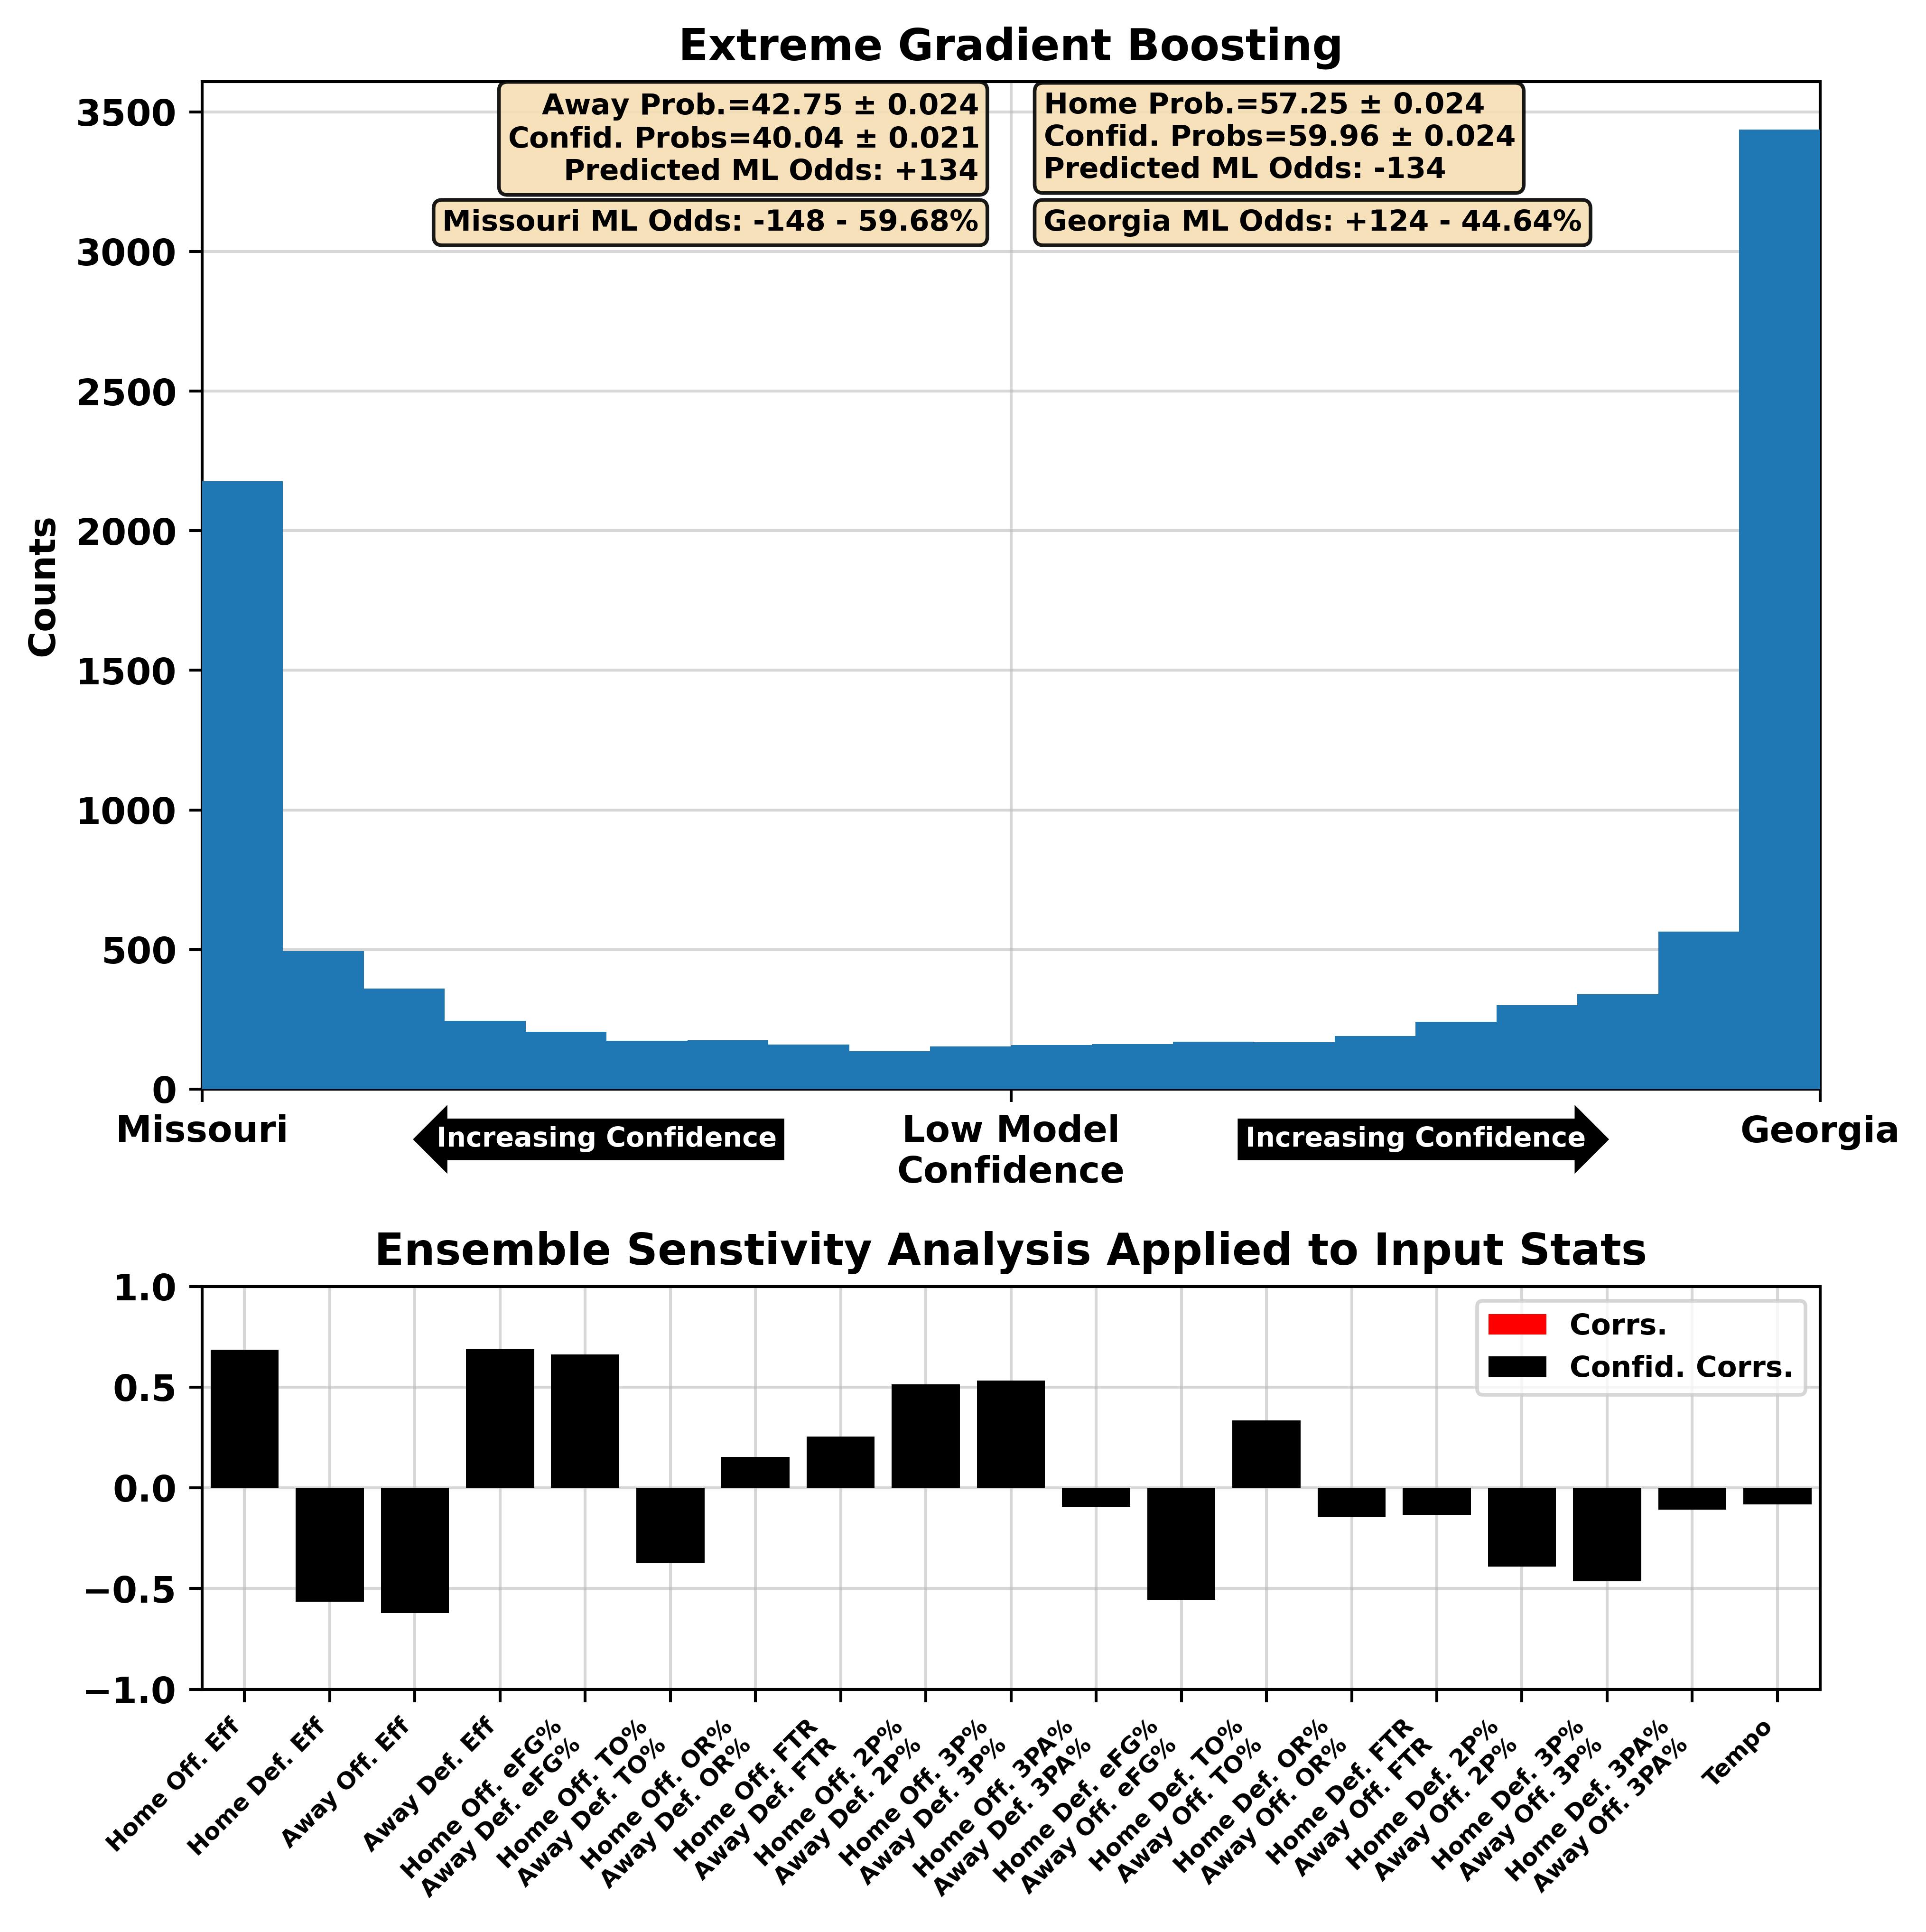 Extreme Gradient Boosting
Away Prob.=42.75 ± 0.024
Confid. Probs=40.04 ± 0.021
Predicted ML Odds: +134
Missouri ML Odds: -148 - 59.68%
Home Prob.=57.25 ± 0.024
Confid. Probs=59.96 ± 0.024
Predicted ML Odds: -134
Georgia ML Odds: +124 - 44.64%
Counts
3500
3000
2500
2000
1500
1000
500
0
Missouri
Increasing Confidence
Low Model
Confidence
Increasing Confidence
Georgia
Ensemble Senstivity Analysis Applied to Input Stats
1.0
0.5
0.0
−0.5
−1.0
Corrs.
Confid. Corrs.
Home Off. Eff
Home Def. Eff
Away Off. Eff
Away Def. Eff
Home Off. eFG%
Away Def. eFG%
Home Off. TO%
Away Def. TO%
Home Off. OR%
Away Def. OR%
Home Off. FTR
Away Def. FTR
Home Off. 2P%
Away Def. 2P%
Home Off. 3P%
Away Def. 3P%
Home Off. 3PA%
Away Def. 3PA%
Home Def. eFG%
Away Off. eFG%
Home Def. TO%
Away Off. TO%
Home Def. OR%
Away Off. OR%
Home Def. FTR
Away Off. FTR
Home Def. 2P%
Away Off. 2P%
Home Def. 3P%
Away Off. 3P%
Home Def. 3PA%
Away Off. 3PA%
Tempo